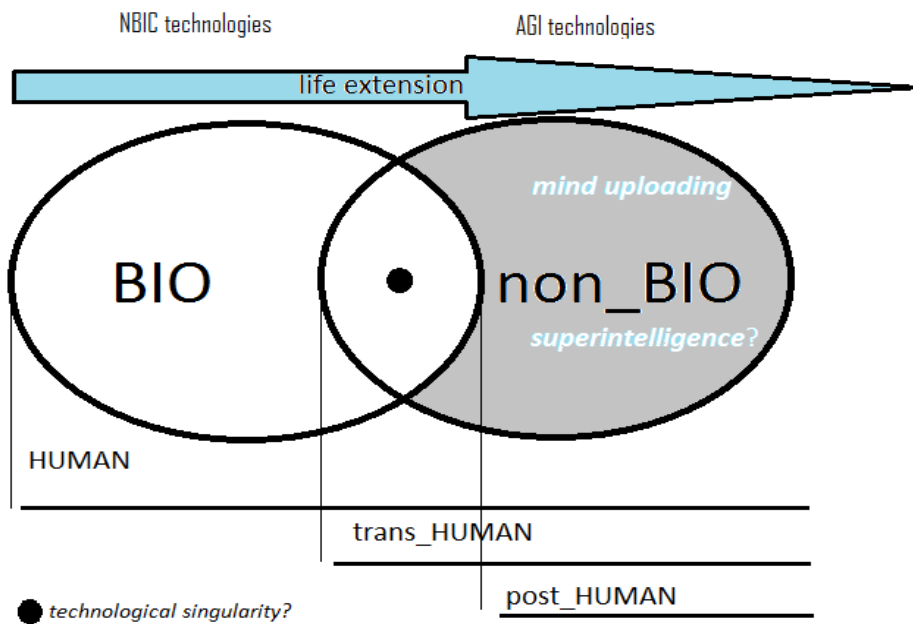 NBIC technologies
AGI technologies
life extension
mind uploading
BIO
non_BIO
superintelligence?
HUMAN
trans_HUMAN
post_HUMAN
technological singularity?